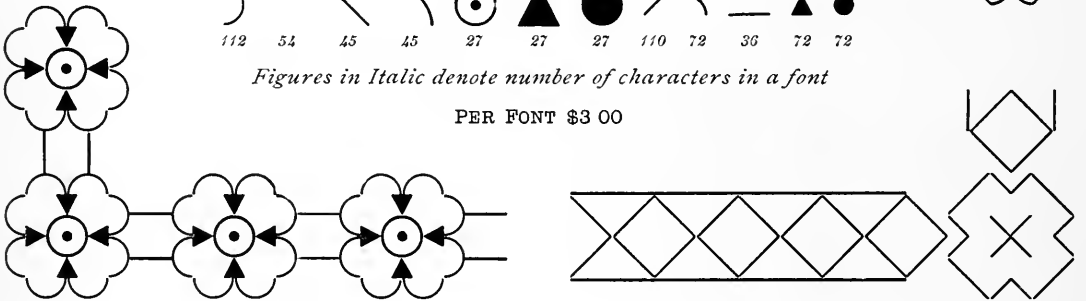 112 54 45 45 27 27 27 110 72 36 72 72
Figures in Italic denote number of characters in a font
PER FONT $3 00